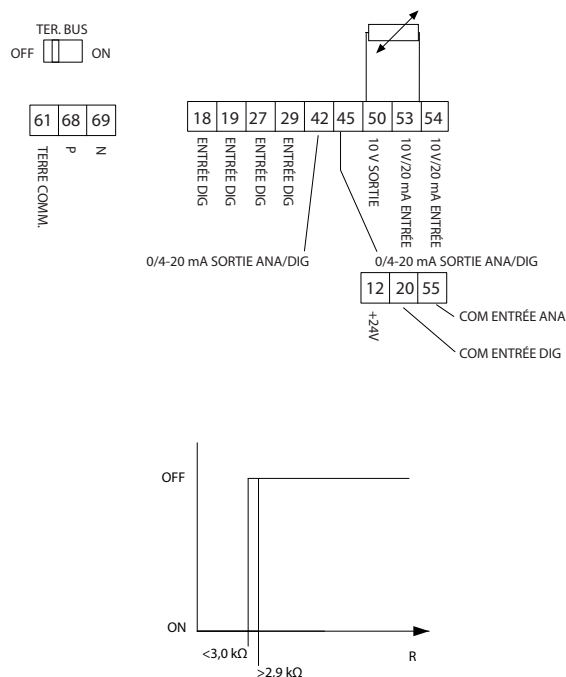 TER. BUS
OFF ON
61 68 69
TERRE COMM.
P
N
18 19 27 29 42 45 50 53 54
ENTRÉE DIG
ENTRÉE DIG
ENTRÉE DIG
ENTRÉE DIG
10 V SORTIE
10 V/20 mA ENTRÉE
10 V/20 mA ENTRÉE
0/4-20 mA SORTIE ANA/DIG
0/4-20 mA SORTIE ANA/DIG
12 20 55
+24V
COM ENTRÉE ANA
COM ENTRÉE DIG
OFF
ON
<3,0 kΩ
>2,9 kΩ
R